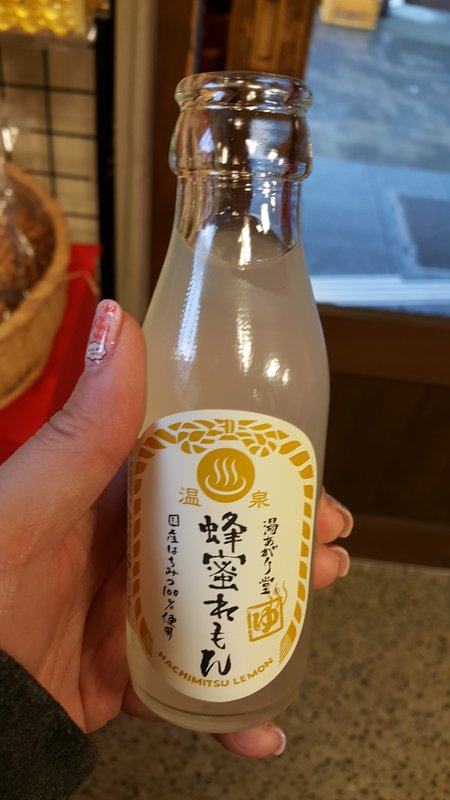 温泉
湯あがり堂
ゆ
蜂蜜れもん
国産はちみつ100%使用
HACHIMITSU LEMON